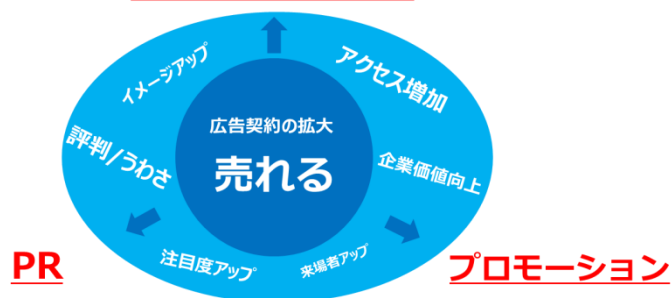 イメージアップ
アクセス増加
広告契約の拡大
売れる
評判/うわさ
企業価値向上
注目度アップ
来場者アップ
PR
プロモーション